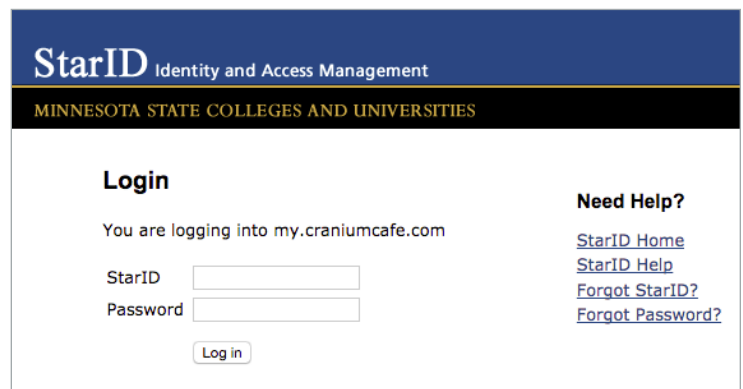 StarID Identity and Access Management
MINNESOTA STATE COLLEGES AND UNIVERSITIES
Login
You are logging into my.craniumcafe.com
StarID
Password
Log in
Need Help?
StarID Home
StarID Help
Forgot StarID?
Forgot Password?